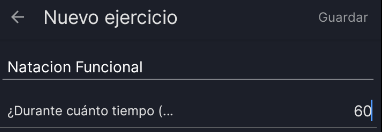 ← Nuevo ejercicio Guardar
Natacion Funcional
¿Durante cuánto tiempo (... 60